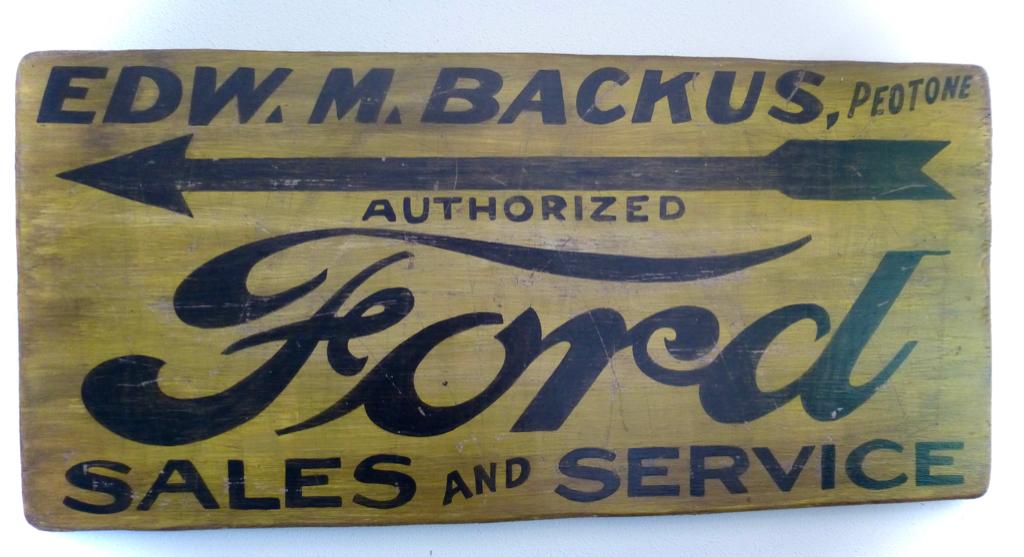 EDW. M. BACKUS, PEOTONE
AUTHORIZED
Ford
SALES AND SERVICE